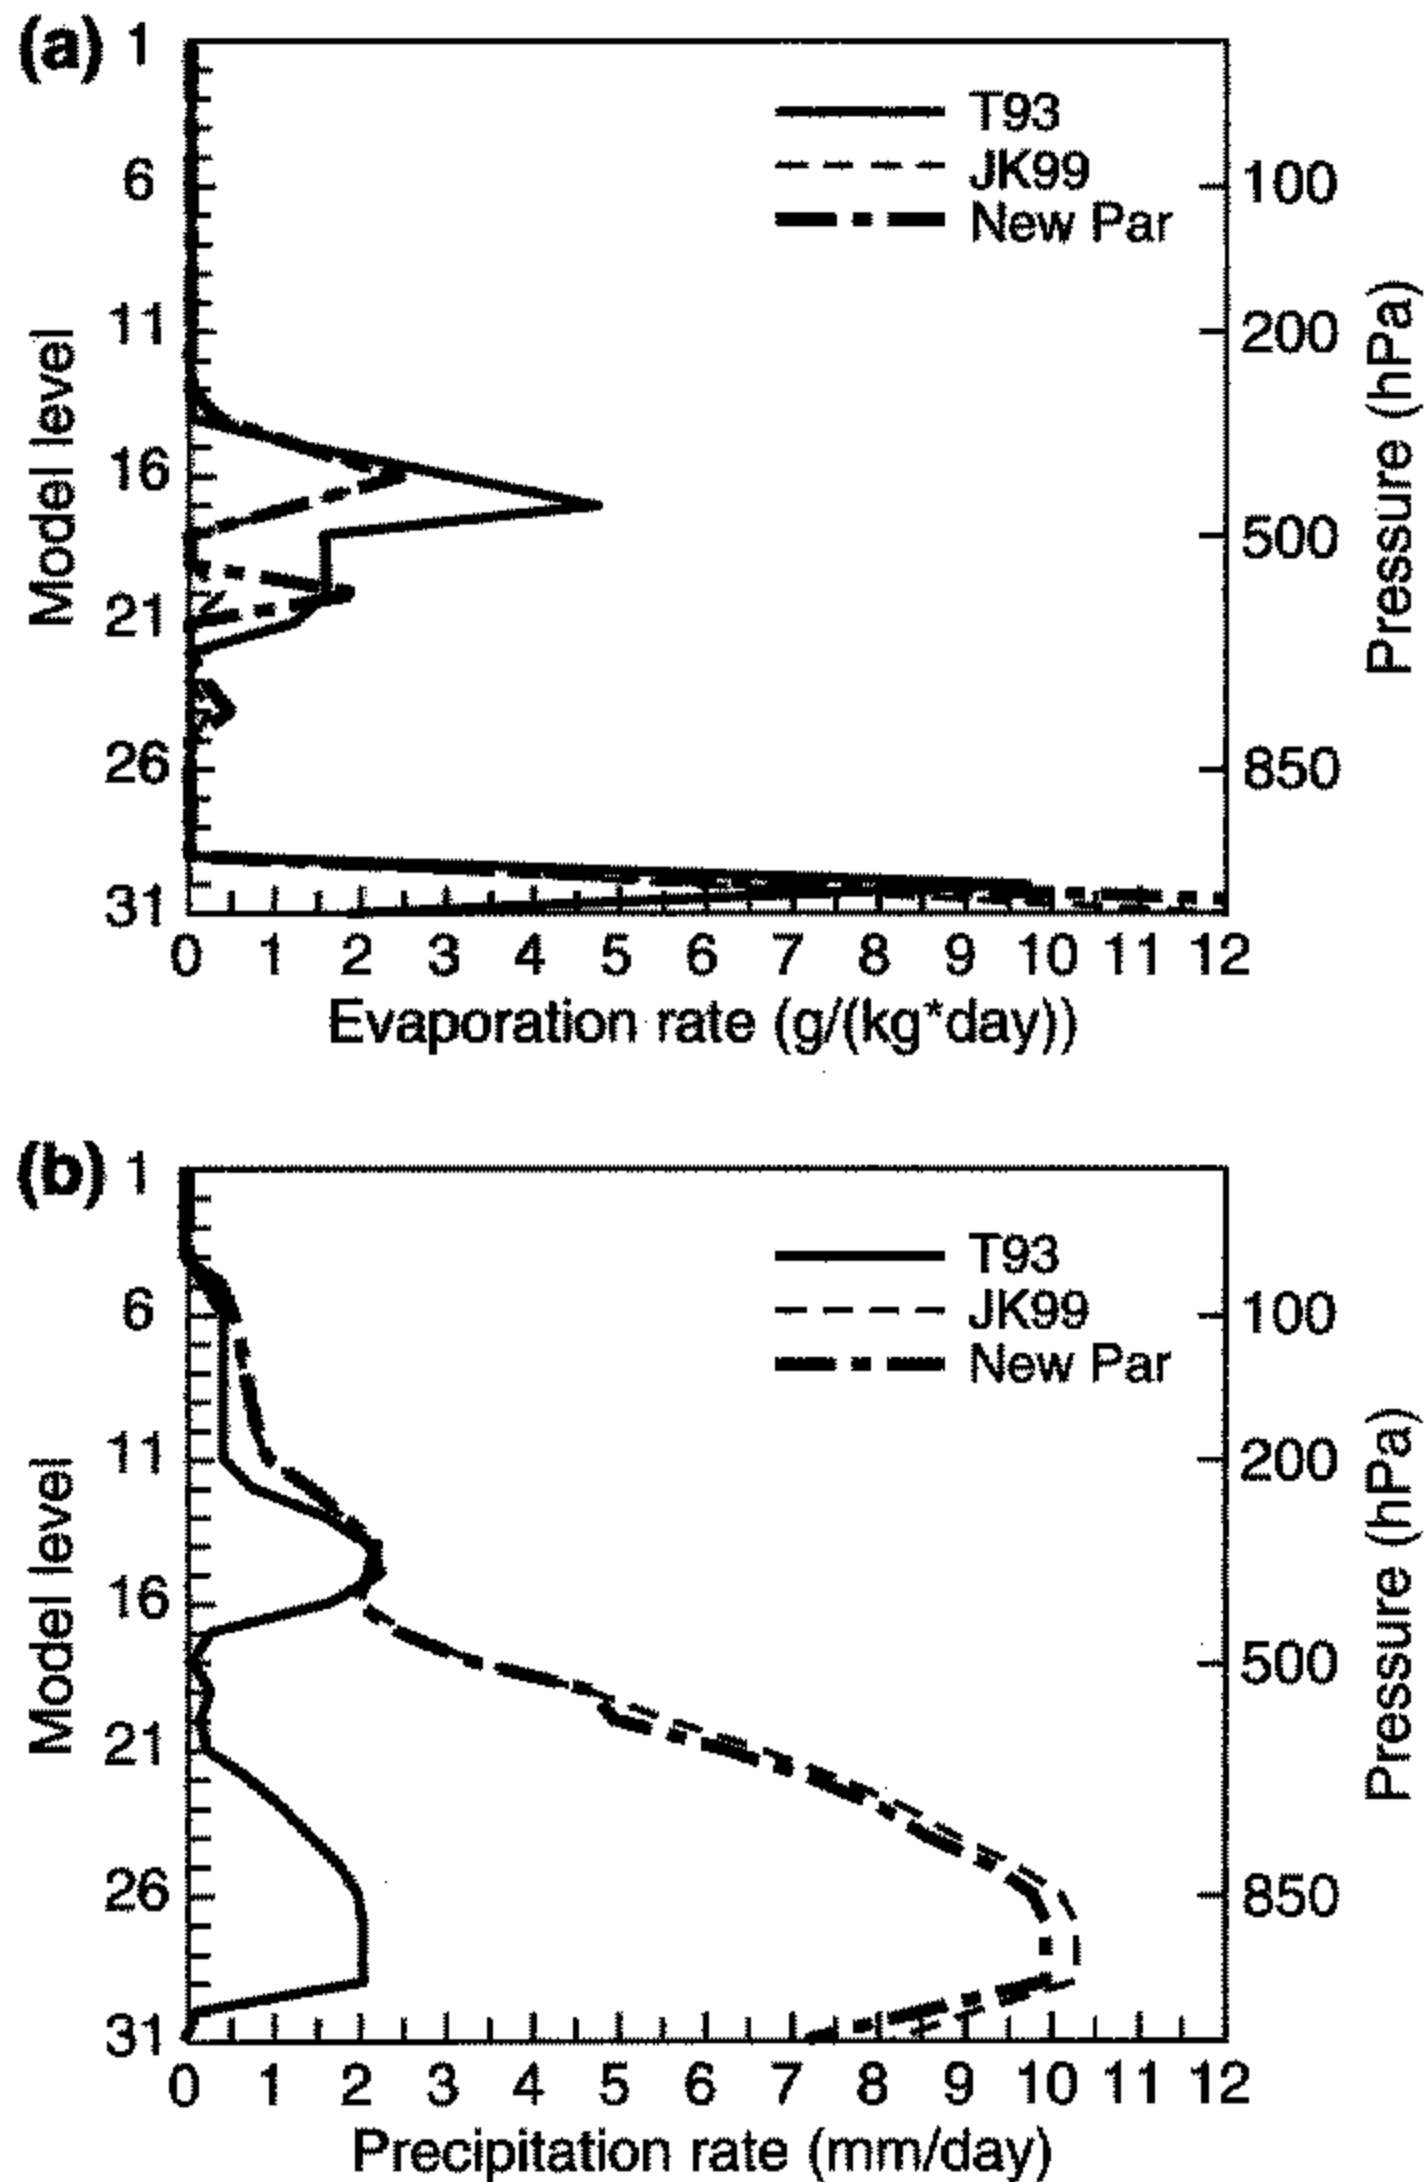 (a)
1
6
11
16
21
26
31
Model level
T93
JK99
New Par
100
200
500
850
Pressure (hPa)
0 1 2 3 4 5 6 7 8 9 10 11 12
Evaporation rate (g/(kg*day))
(b)
1
6
11
16
21
26
31
Model level
T93
JK99
New Par
100
200
500
850
Pressure (hPa)
0 1 2 3 4 5 6 7 8 9 10 11 12
Precipitation rate (mm/day)